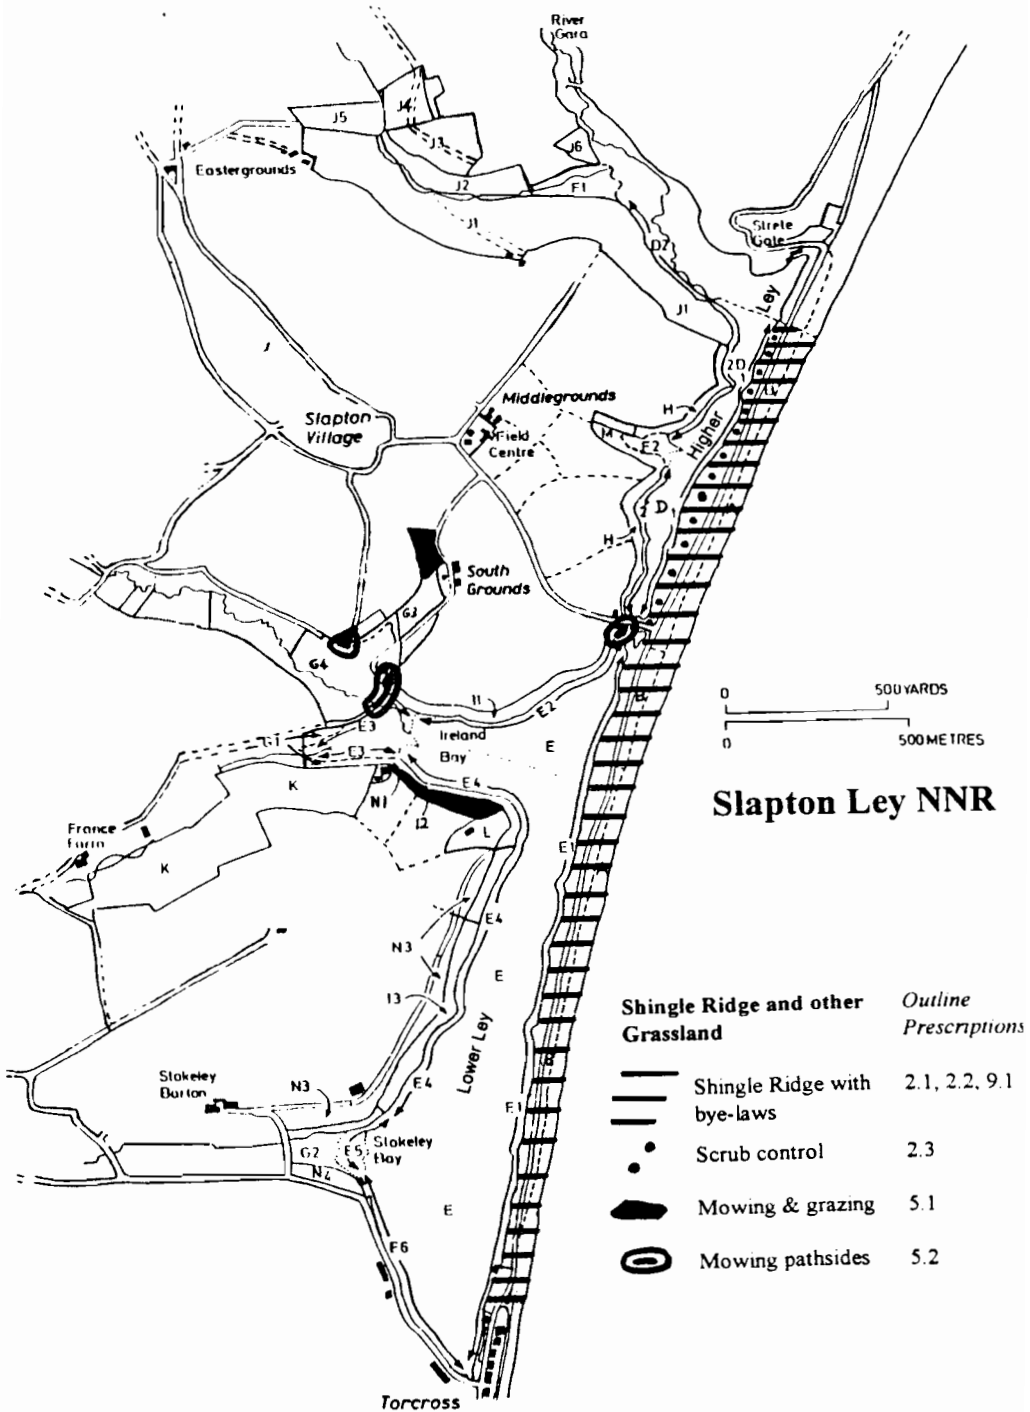 River
Gara
J5
J4
J3
J6
Eastergrounds
J2
F1
J1
Strete
Gate
D2
Ley
J1
J
2D
Middlegrounds
H
Slapton
Village
Field
Centre
M
E2
Higher
D
H
South
Grounds
G3
G4
I1
E2
B
0 500 YARDS
0 500 METRES
E3
Ireland
Bay
E
G1
E3
E4
K
N1
I2
L
Slapton Ley NNR
France
Farm
K
E1
E4
N3
E
I3
Lower Ley
Shingle Ridge and other
Grassland
Outline
Prescriptions
Shingle Ridge with
bye-laws
2.1, 2.2, 9.1
Scrub control
2.3
Mowing & grazing
5.1
Mowing pathsides
5.2
Stokeley
Barton
N3
E4
B
E1
G2
E5
Stokeley
Bay
N4
E
F6
Torcross